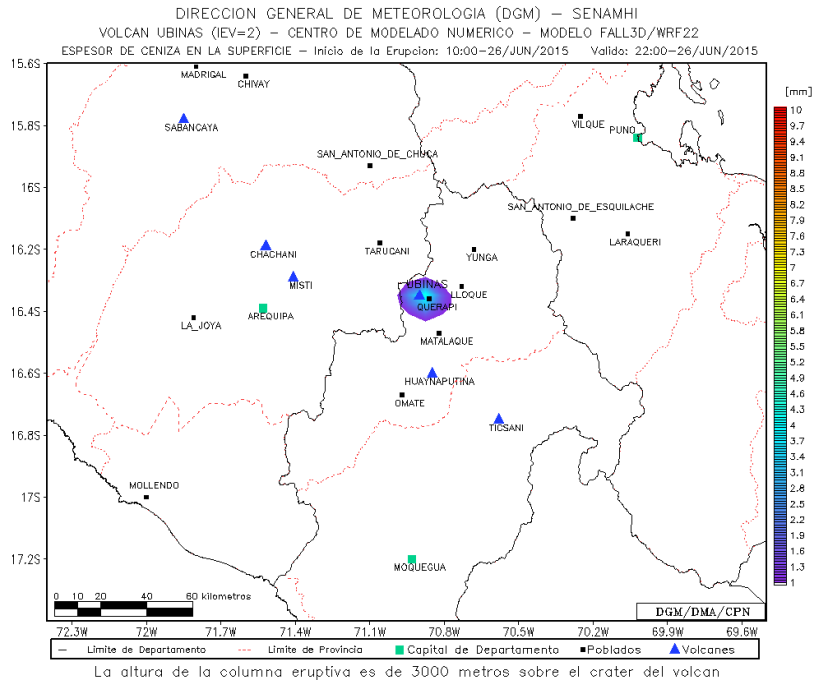 DIRECCION GENERAL DE METEOROLOGIA (DGM) – SENAMHI
VOLCAN UBINAS (IEV=2) – CENTRO DE MODELADO NUMERICO – MODELO FALL3D/WRF22
ESPESOR DE CENIZA EN LA SUPERFICIE – Inicio de la Erupcion: 10:00–26/JUN/2015 Valido: 22:00–26/JUN/2015
15.6S
15.8S
16S
16.2S
16.4S
16.6S
16.8S
17S
17.2S
MADRIGAL
CHIVAY
SABANCAYA
VILQUE
PUNO
SAN_ANTONIO_DE_CHUCA
SAN_ANTONIO_DE_ESQUILACHE
LARAQUERI
CHACHANI
TARUCANI
YUNGA
MISTI
UBINAS
LLOQUE
QUERAPI
AREQUIPA
LA_JOYA
MATALAQUE
HUAYNAPUTINA
OMATE
TICSANI
MOLLENDO
MOQUEGUA
0 10 20 40 60 kilometros
DGM/DMA/CPN
72.3W 72W 71.7W 71.4W 71.1W 70.8W 70.5W 70.2W 69.9W 69.6W
[mm]
10
9.7
9.4
9.1
8.8
8.5
8.2
7.9
7.6
7.3
7
6.7
6.4
6.1
5.8
5.5
5.2
4.9
4.6
4.3
4
3.7
3.4
3.1
2.8
2.5
2.2
1.9
1.6
1.3
1
Limite de Departamento Limite de Provincia Capital de Departamento Poblados Volcanes
La altura de la columna eruptiva es de 3000 metros sobre el crater del volcan